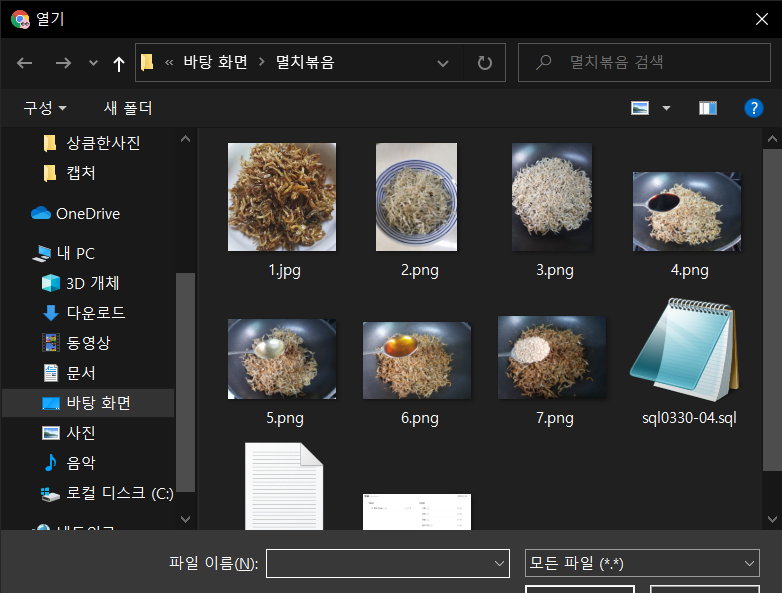 열기
« 바탕 화면 > 멸치볶음
멸치볶음 검색
구성
새 폴더
상큼한사진
캡처
OneDrive
내 PC
3D 개체
다운로드
동영상
문서
바탕 화면
사진
음악
로컬 디스크 (C:)
1.jpg
2.png
3.png
4.png
5.png
6.png
7.png
sql0330-04.sql
파일 이름(N):
모든 파일 (*.*)